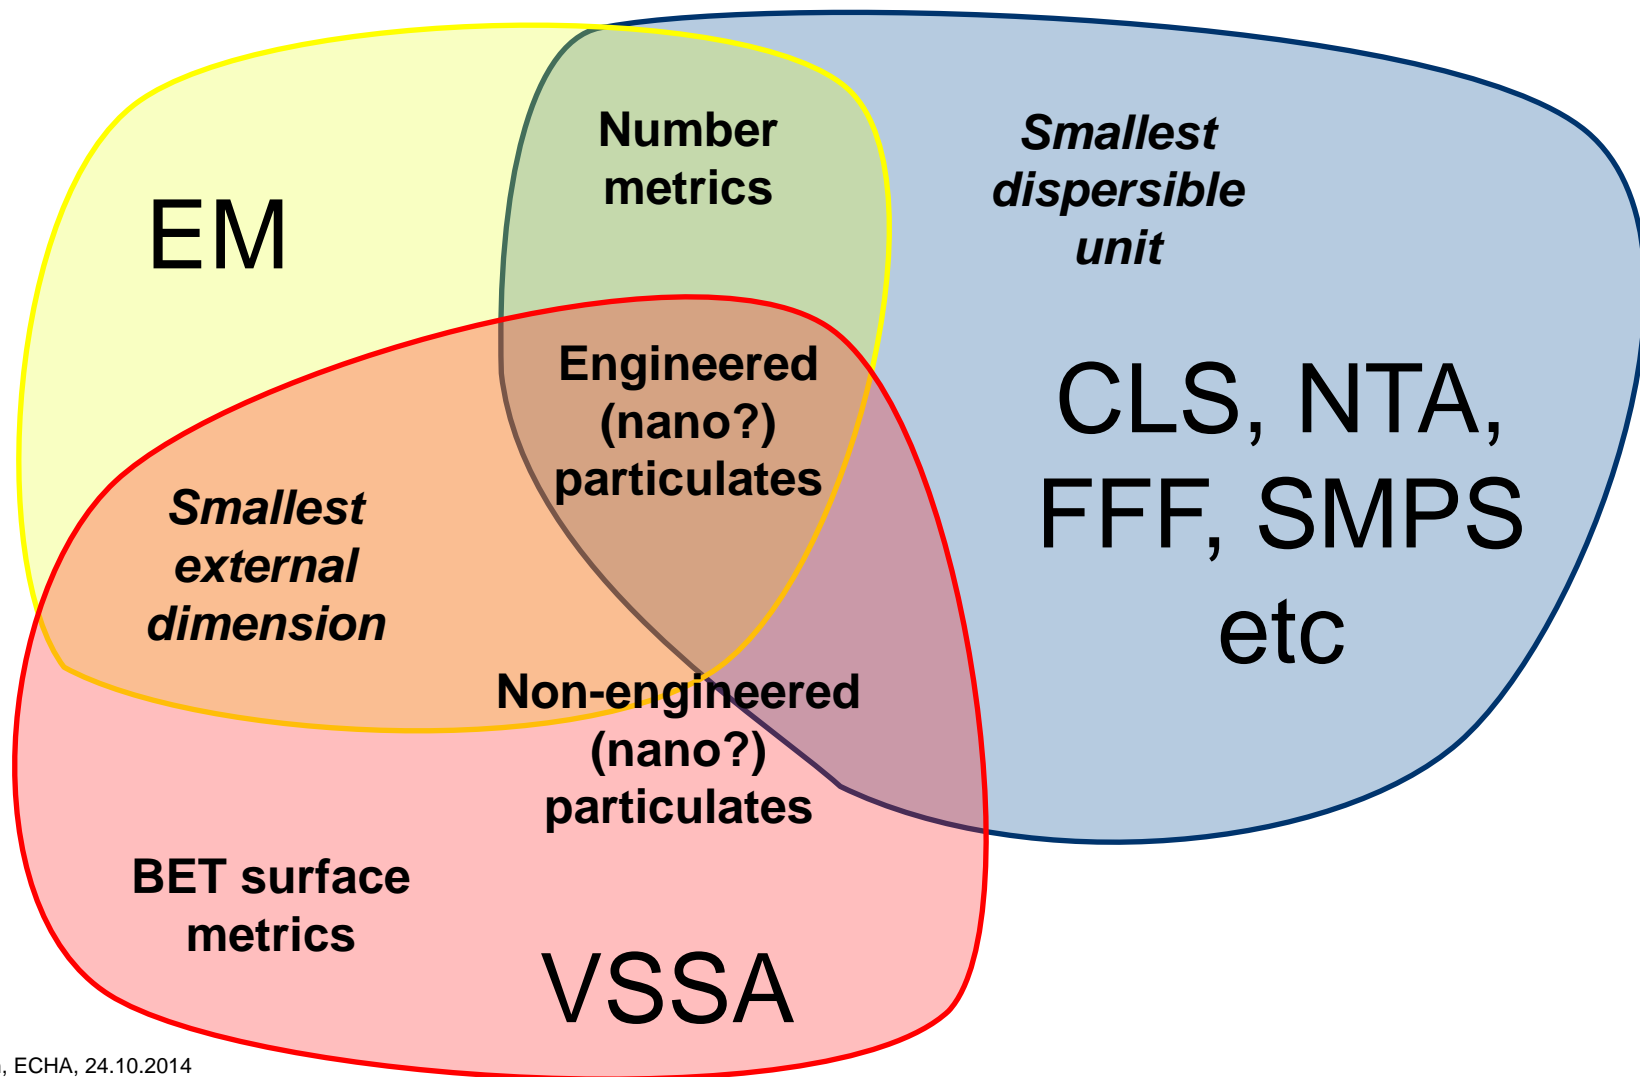 EM
Number
metrics
Smallest
dispersible
unit
Engineered
(nano?)
particulates
CLS, NTA,
FFF, SMPS
etc
Smallest
external
dimension
Non-engineered
(nano?)
particulates
BET surface
metrics
VSSA
, ECHA, 24.10.2014